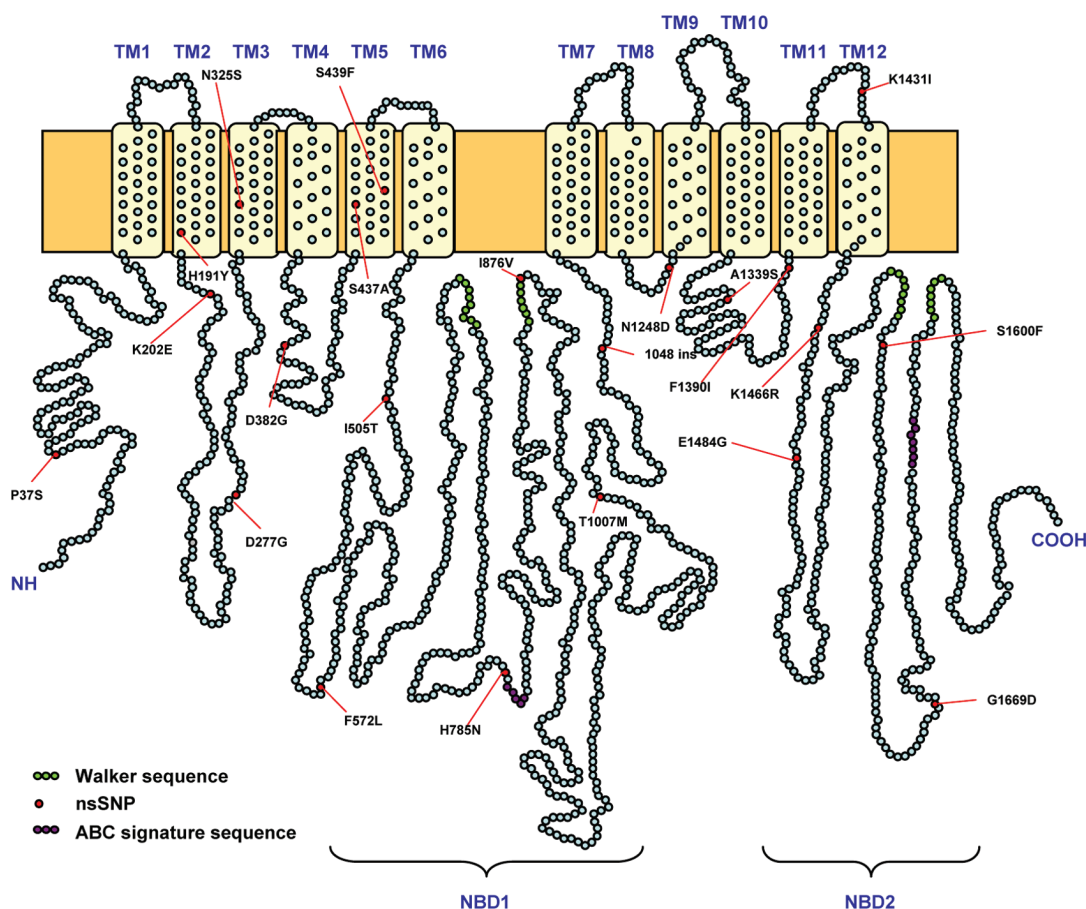 TM1 TM2 TM3 TM4 TM5 TM6 TM7 TM8 TM9 TM10 TM11 TM12
N325S
S439F
K1431I
H191Y
K202E
S437A
I876V
A1339S
N1248D
S1600F
1048 ins
F1390I
K1466R
D382G
I505T
E1484G
P37S
T1007M
D277G
COOH
NH
F572L
H785N
G1669D
Walker sequence
nsSNP
ABC signature sequence
NBD1
NBD2